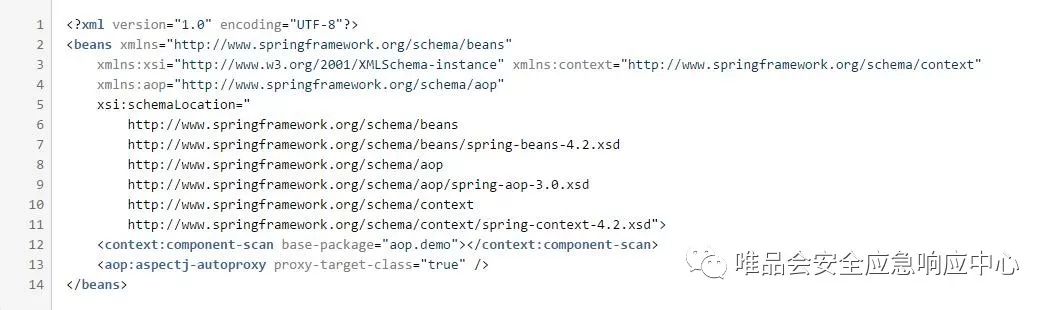 1 <?xml version="1.0" encoding="UTF-8"?>
2 <beans xmlns="http://www.springframework.org/schema/beans"
3     xmlns:xsi="http://www.w3.org/2001/XMLSchema-instance" xmlns:context="http://www.springframework.org/schema/context"
4     xmlns:aop="http://www.springframework.org/schema/aop"
5     xsi:schemaLocation="
6         http://www.springframework.org/schema/beans
7         http://www.springframework.org/schema/beans/spring-beans-4.2.xsd
8         http://www.springframework.org/schema/aop
9         http://www.springframework.org/schema/aop/spring-aop-3.0.xsd
10         http://www.springframework.org/schema/context
11         http://www.springframework.org/schema/context/spring-context-4.2.xsd">
12     <context:component-scan base-package="aop.demo"></context:component-scan>
13     <aop:aspectj-autoproxy proxy-target-class="true" />
14 </beans>
唯品会安全应急响应中心